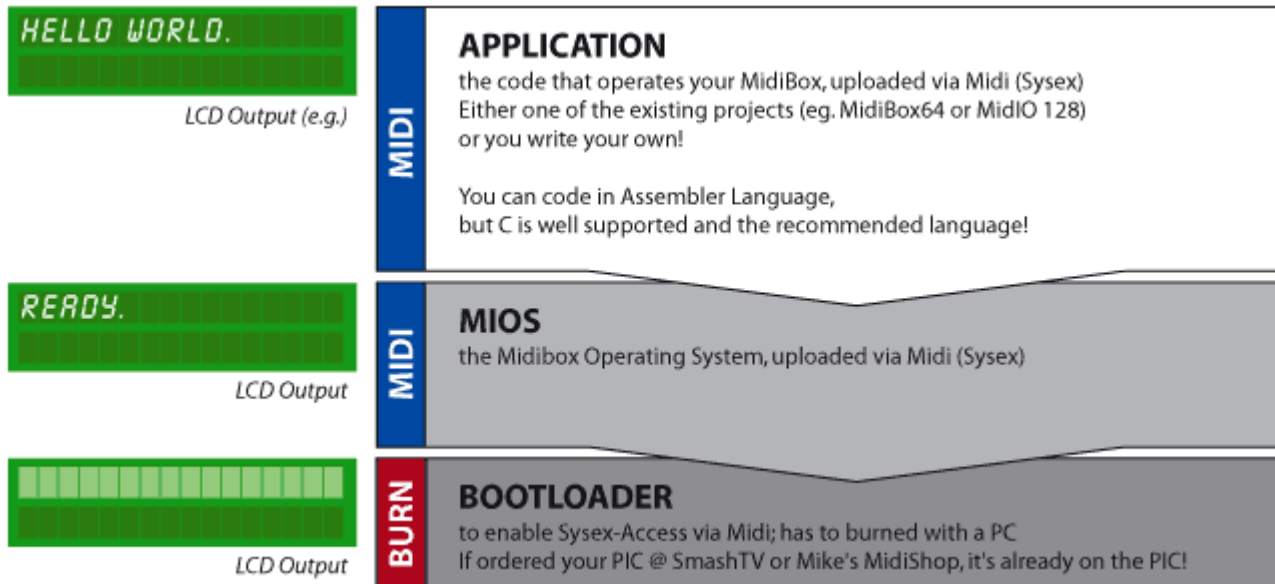 HELLO WORLD.
LCD Output (e.g.)
MIDI
APPLICATION
the code that operates your MidiBox, uploaded via Midi (Sysex)
Either one of the existing projects (eg. MidiBox64 or MidIO 128)
or you write your own!
You can code in Assembler Language,
but C is well supported and the recommended language!
READY.
LCD Output
MIDI
MIOS
the Midibox Operating System, uploaded via Midi (Sysex)
LCD Output
BURN
BOOTLOADER
to enable Sysex-Access via Midi; has to burned with a PC
If ordered your PIC @ SmashTV or Mike's MidiShop, it's already on the PIC!